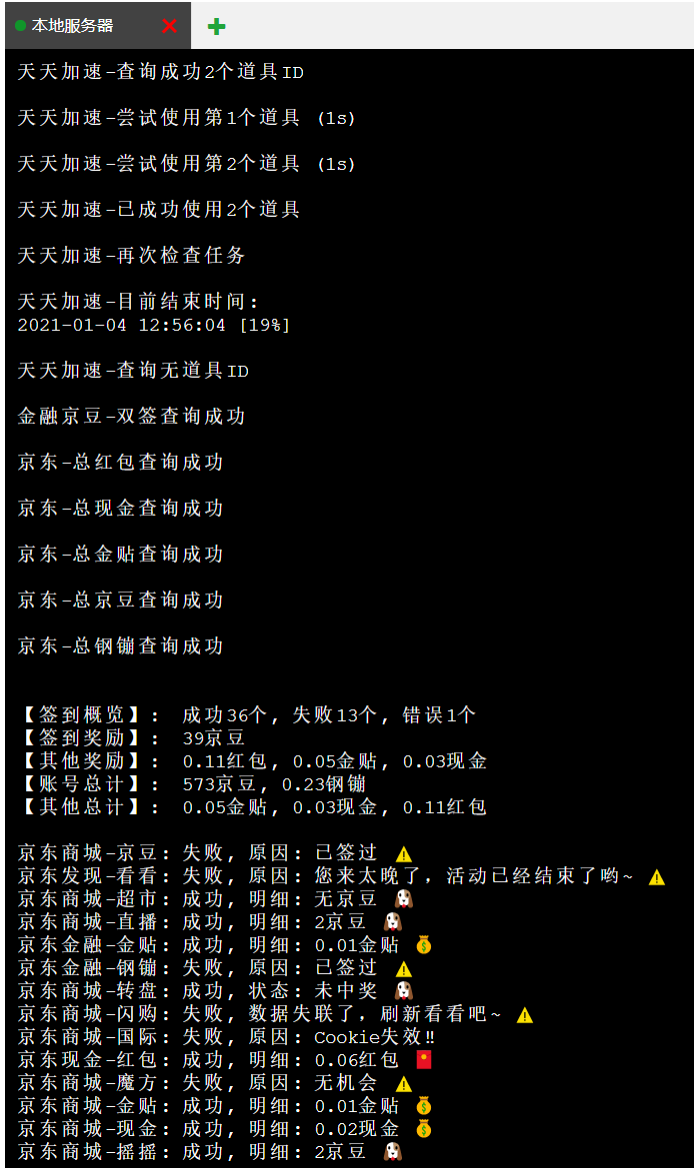 本地服务器
天天加速-查询成功2个道具ID
天天加速-尝试使用第1个道具 (1s)
天天加速-尝试使用第2个道具 (1s)
天天加速-已成功使用2个道具
天天加速-再次检查任务
天天加速-目前结束时间:
2021-01-04 12:56:04 [19%]
天天加速-查询无道具ID
金融京豆-双签查询成功
京东-总红包查询成功
京东-总现金查询成功
京东-总金贴查询成功
京东-总京豆查询成功
京东-总钢镚查询成功
【签到概览】: 成功36个, 失败13个, 错误1个
【签到奖励】: 39京豆
【其他奖励】: 0.11红包, 0.05金贴, 0.03现金
【账号总计】: 573京豆, 0.23钢镚
【其他总计】: 0.05金贴, 0.03现金, 0.11红包
京东商城-京豆: 失败, 原因: 已签过 ⚠️
京东发现-看看: 失败, 原因: 您来太晚了，活动已经结束了哟~ ⚠️
京东商城-超市: 成功, 明细: 无京豆 🐶
京东商城-直播: 成功, 明细: 2京豆 🐶
京东金融-金贴: 成功, 明细: 0.01金贴 💰
京东金融-钢镚: 失败, 原因: 已签过 ⚠️
京东商城-转盘: 成功, 状态: 未中奖 🐶
京东商城-闪购: 失败, 数据失联了，刷新看看吧~ ⚠️
京东商城-国际: 失败, 原因: Cookie失效‼
京东现金-红包: 成功, 明细: 0.06红包 🧧
京东商城-魔方: 失败, 原因: 无机会 ⚠️
京东商城-金贴: 成功, 明细: 0.01金贴 💰
京东商城-现金: 成功, 明细: 0.02现金 💰
京东商城-摇摇: 成功, 明细: 2京豆 🐶